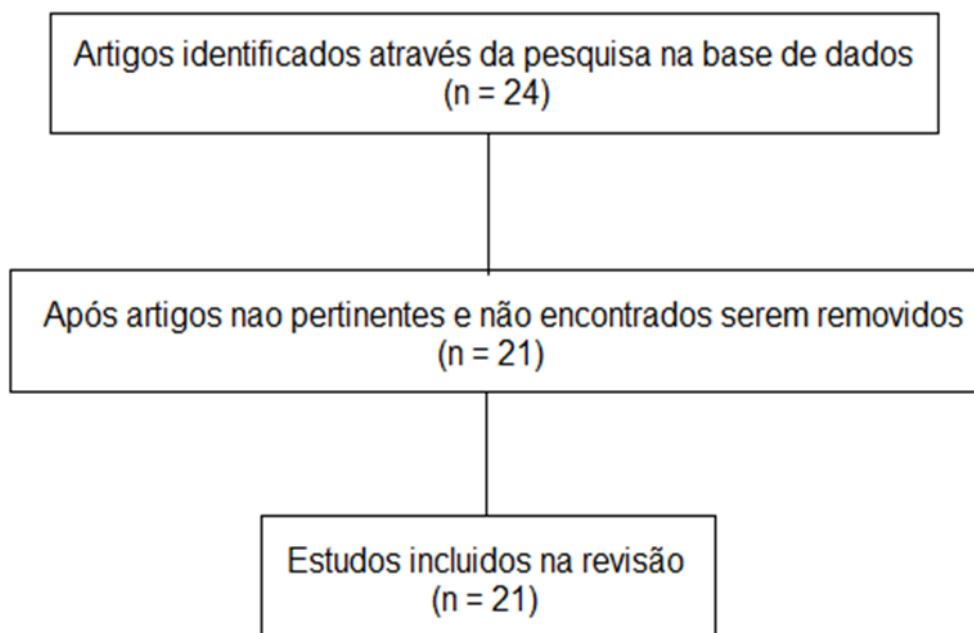 Artigos identificados através da pesquisa na base de dados
(n = 24)
Após artigos nao pertinentes e não encontrados serem removidos
(n = 21)
Estudos incluidos na revisão
(n = 21)